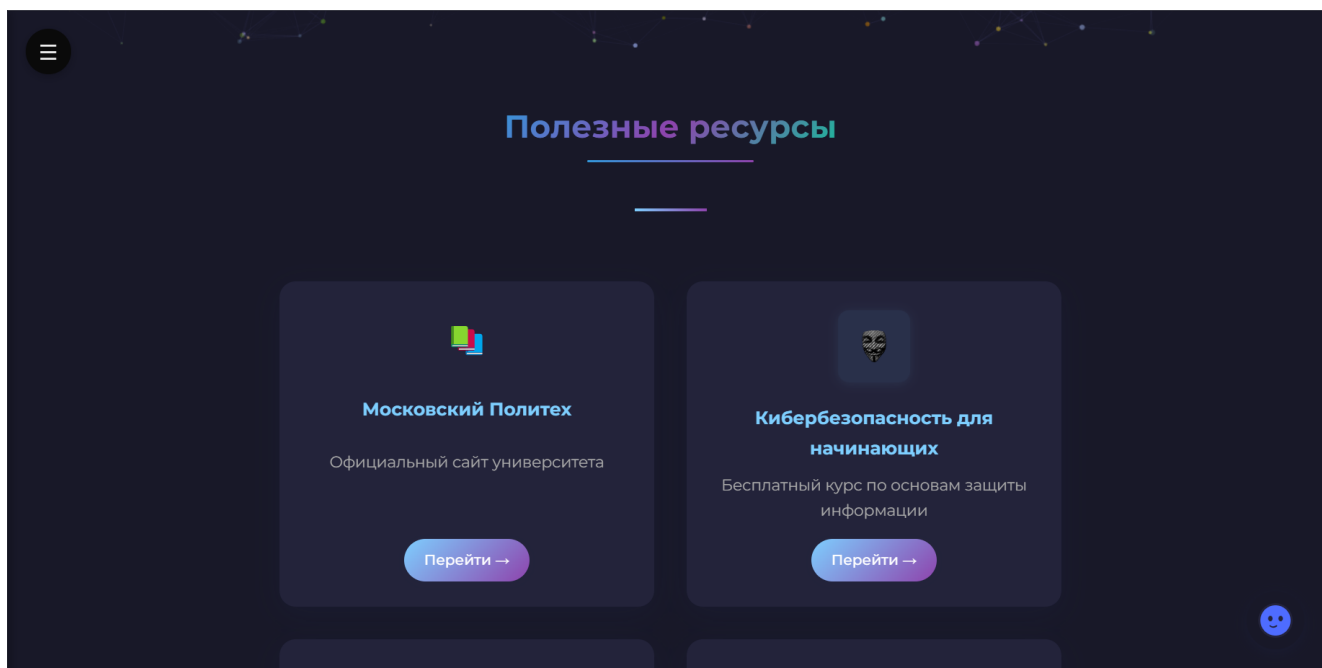 Полезные ресурсы
Московский Политех
Официальный сайт университета
Перейти →
Кибербезопасность для
начинающих
Бесплатный курс по основам защиты
информации
Перейти →